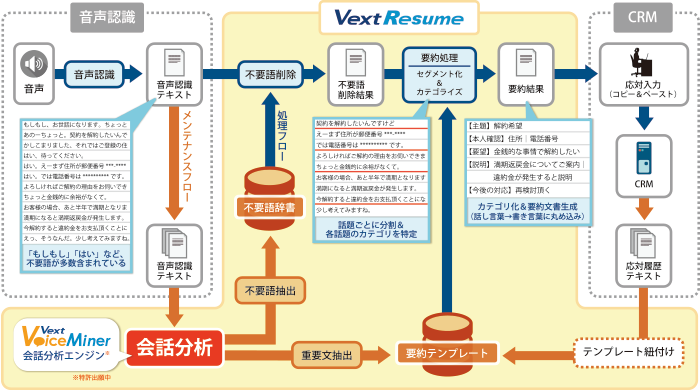 音声認識
Vext Resume
CRM
音声
音声認識
音声認識
テキスト
不要語削除
不要語
削除結果
要約処理
セグメント化
&
カテゴライズ
要約結果
応対入力
(コピー&ペースト)
もしもし、お世話になります。ちょっと
あのーちょっと。契約を解約したいんで
かしこまりました。それではご登録の住
はい、待ってください。
はい。えーまず住所が郵便番号 ***-****
はい。では電話番号は ********** です。
よろしければご解約の理由をお伺いでき
ちょっと金銭的に余裕がなくて。
お客様の場合、あと半年で満期となりま
満期になると満期返戻金が発生します。
今解約すると違約金をお支払頂くことに
えっ、そうなんだ。少し考えてみますね。
「もしもし」「はい」など、
不要語が多数含まれている
メンテナンスフロー
処理フロー
契約を解約したいんですけど
えーまず住所が郵便番号 ***-****
では電話番号は ********** です。
よろしければご解約の理由をお伺いできま
ちょっと金銭的に余裕がなくて。
お客様の場合、あと半年で満期となります
満期になると満期返戻金が発生します。
今解約すると違約金をお支払頂くことにな
少し考えてみますね。
話題ごとに分割&
各話題のカテゴリを特定
【主題】解約希望
【本人確認】住所｜電話番号
【要望】金銭的な事情で解約したい
【説明】満期返戻金についてご案内｜
違約金が発生すると説明
【今後の対応】再検討頂く
カテゴリ化&要約文書生成
(話し言葉→書き言葉に丸め込み)
CRM
不要語辞書
音声認識
テキスト
応対履歴
テキスト
不要語抽出
Vext
VoiceMiner
会話分析エンジン※
※特許出願中
会話分析
重要文抽出
要約テンプレート
テンプレート紐付け